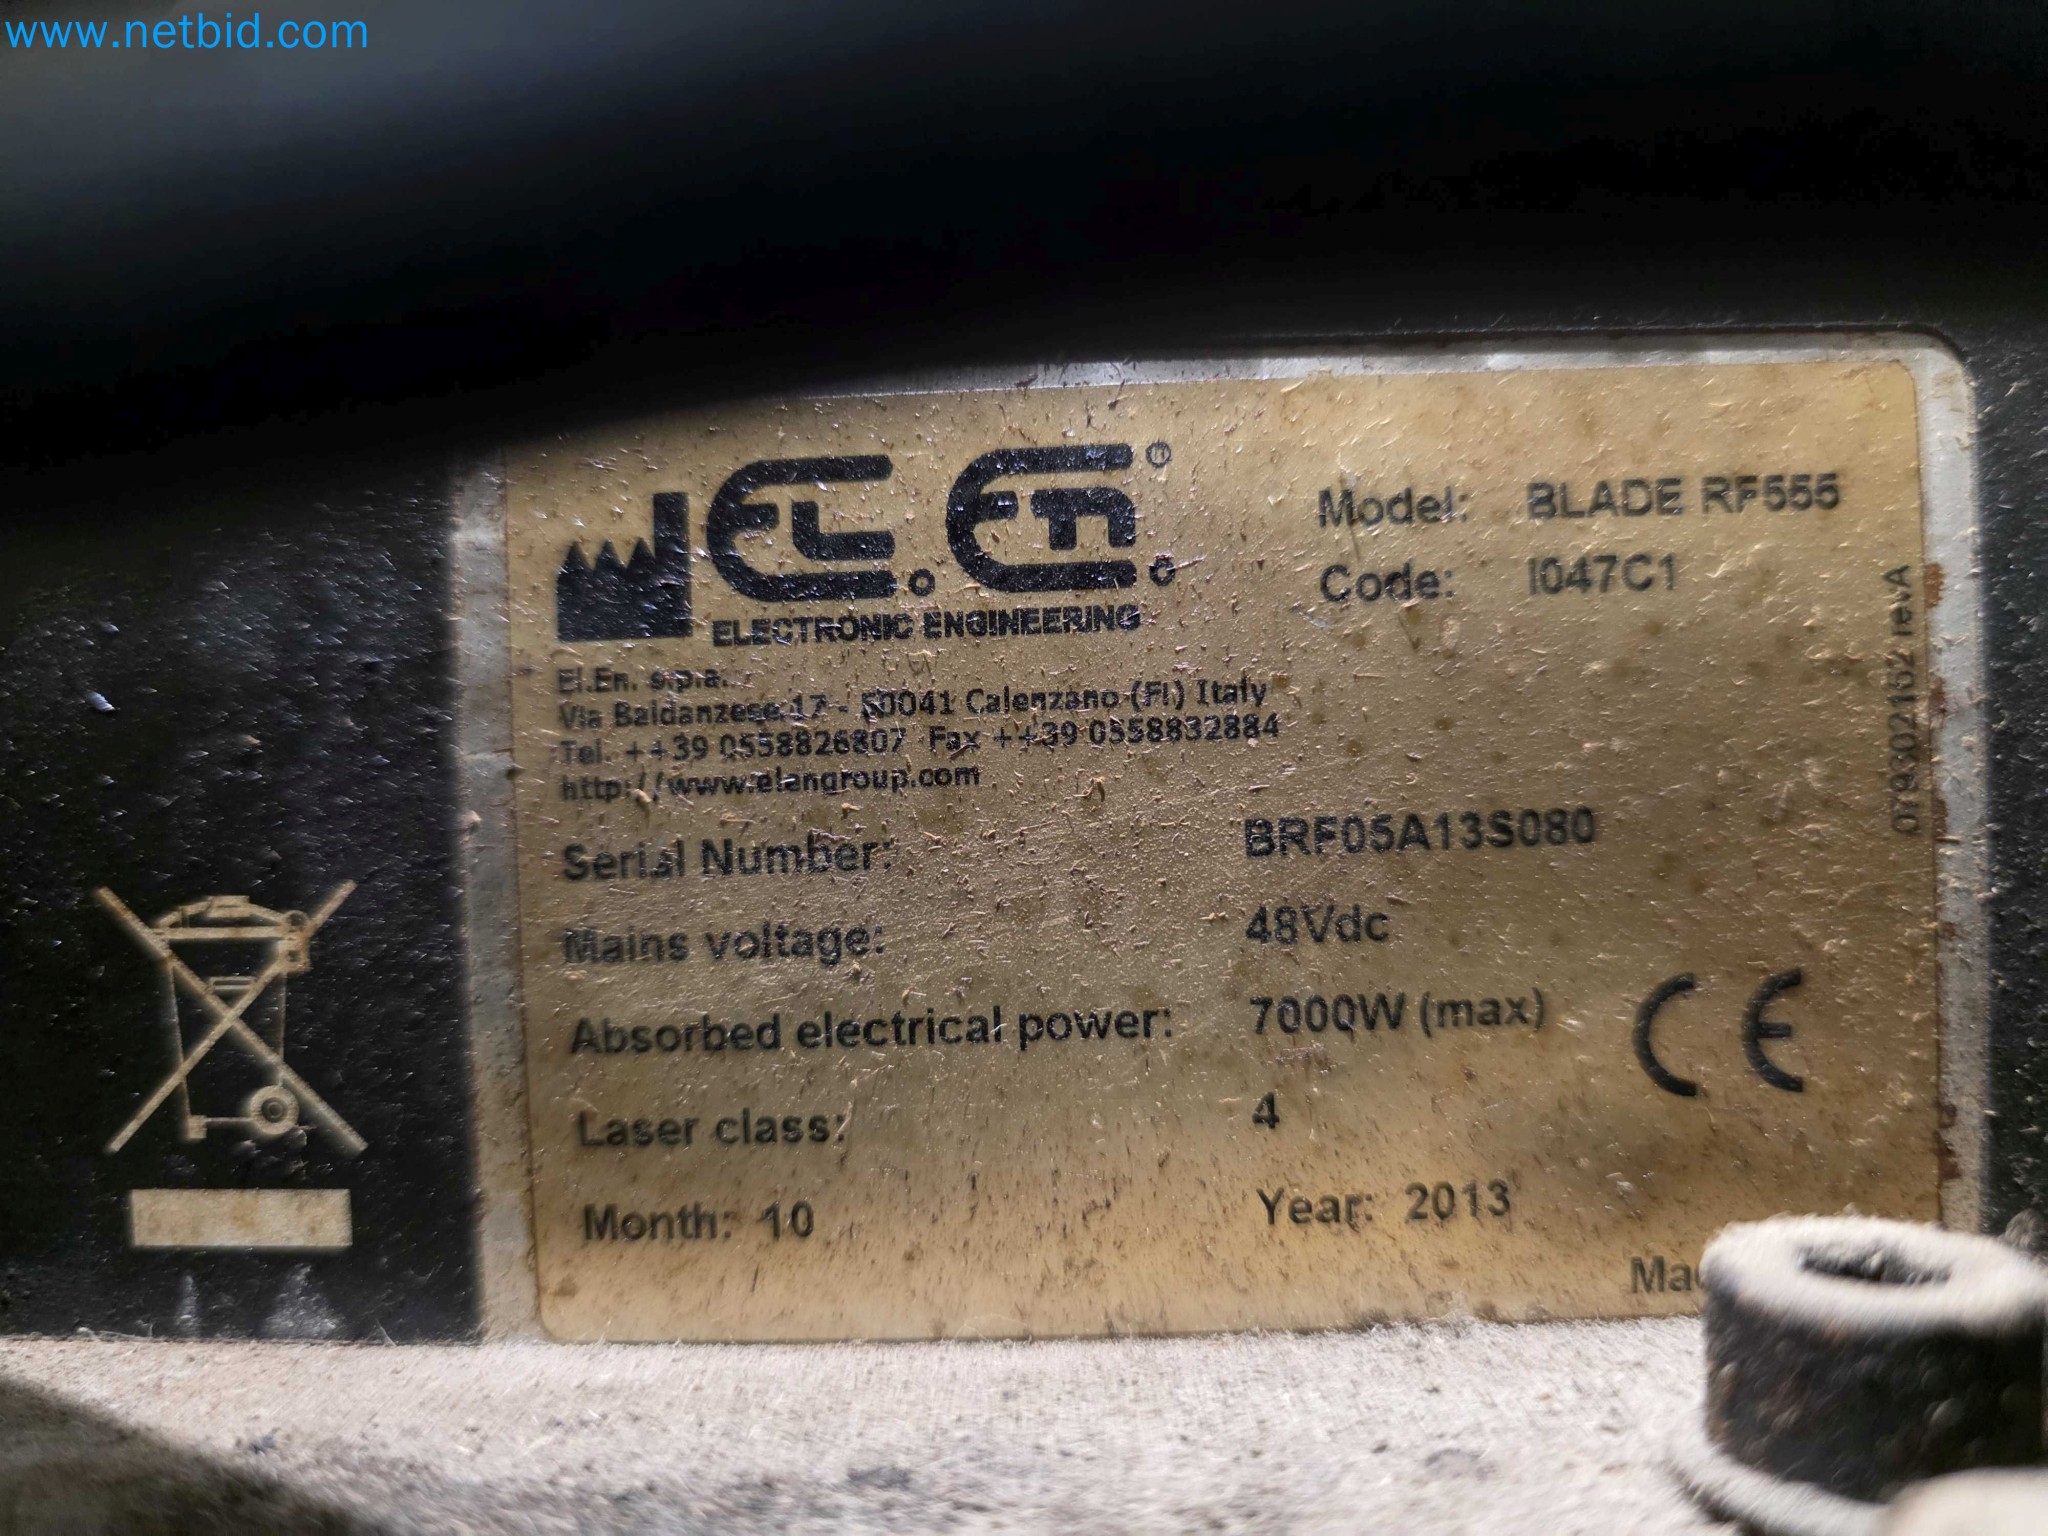 www.netbid.com
EL.En.®
ELECTRONIC ENGINEERING
Model: BLADE RF555
Code: I047C1
El.En. s.p.a.
Via Baldanzese 17 - 50041 Calenzano (FI) Italy
Tel. ++39 0558826807 Fax ++39 0558832884
http://www.elengroup.com
Serial Number: BRF05A13S080
Mains voltage: 48Vdc
Absorbed electrical power: 7000W (max)
CE
Laser class: 4
Month: 10 Year: 2013
079302162 revA